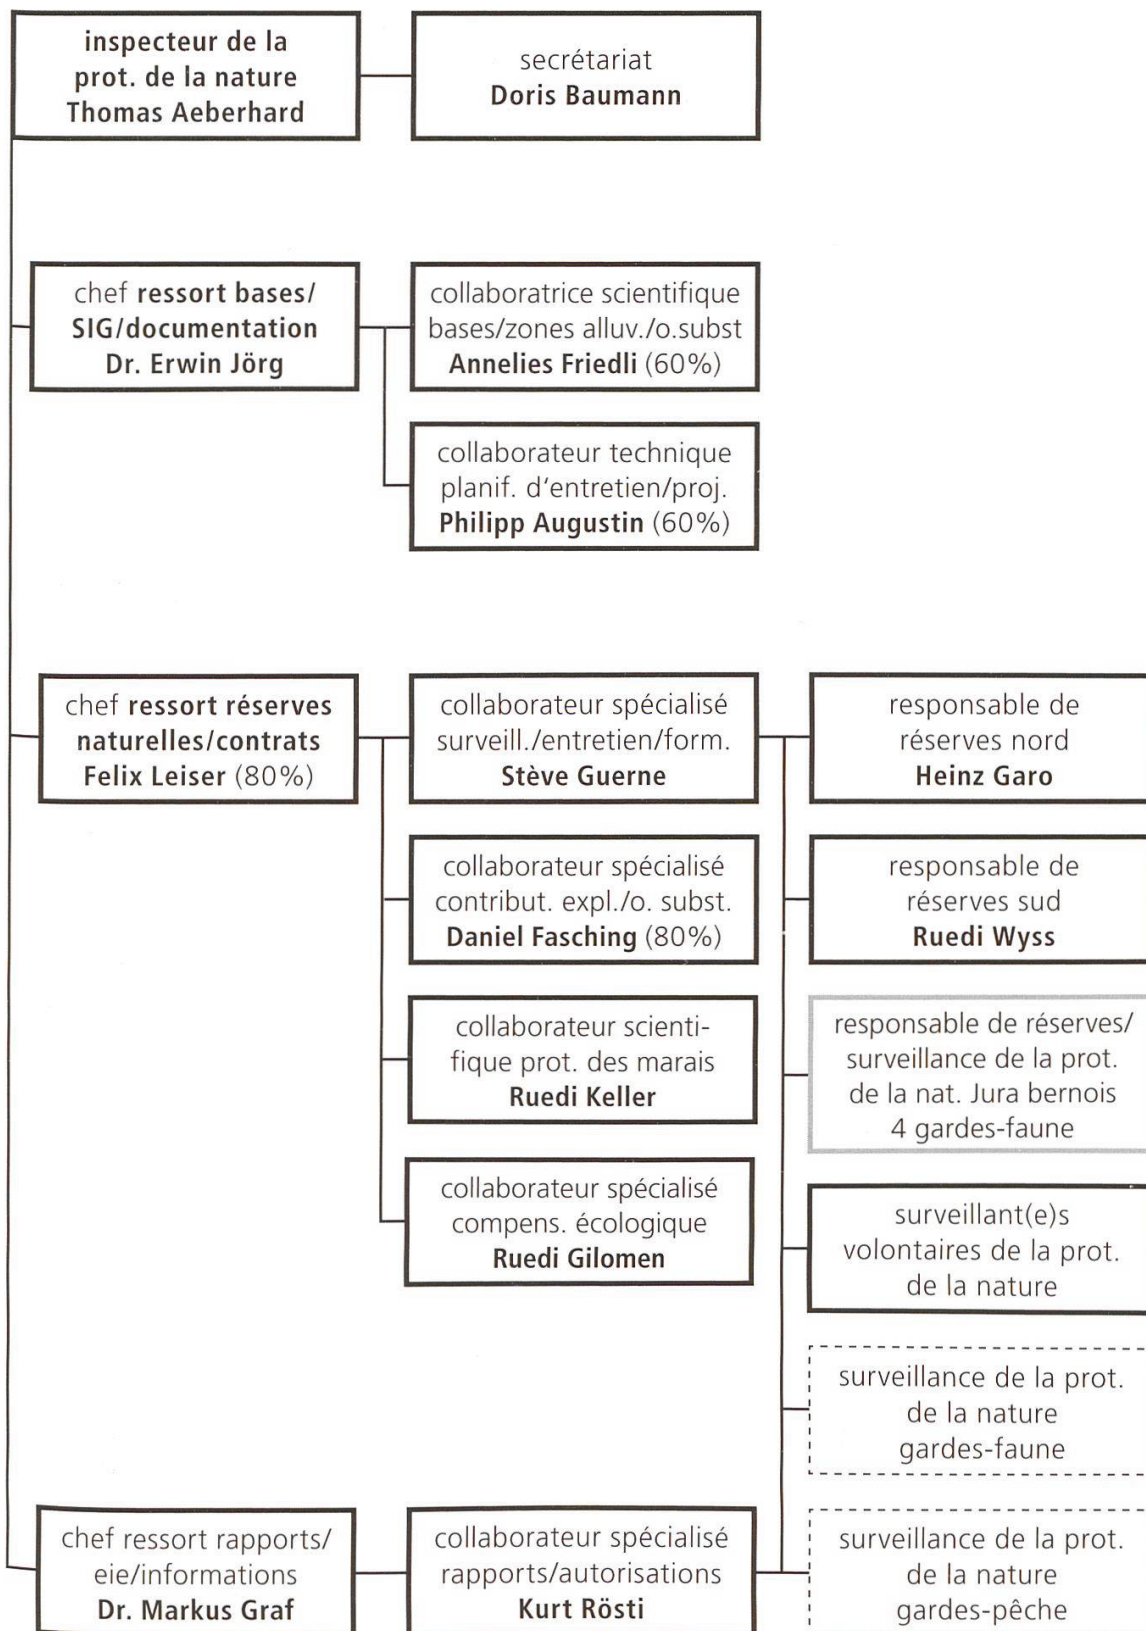 inspecteur de la
prot. de la nature
Thomas Aeberhard
secrétariat
Doris Baumann
chef ressort bases/
SIG/documentation
Dr. Erwin Jörg
collaboratrice scientifique
bases/zones alluv./o.subst
Annelies Friedli (60%)
collaborateur technique
planif. d'entretien/proj.
Philipp Augustin (60%)
chef ressort réserves
naturelles/contrats
Felix Leiser (80%)
collaborateur spécialisé
surveill./entretien/form.
Stève Guerne
responsable de
réserves nord
Heinz Garo
collaborateur spécialisé
contribut. expl./o. subst.
Daniel Fasching (80%)
responsable de
réserves sud
Ruedi Wyss
collaborateur scienti-
fique prot. des marais
Ruedi Keller
responsable de réserves/
surveillance de la prot.
de la nat. Jura bernois
4 gardes-faune
collaborateur spécialisé
compens. écologique
Ruedi Gilomen
surveillant(e)s
volontaires de la prot.
de la nature
surveillance de la prot.
de la nature
gardes-faune
chef ressort rapports/
eie/informations
Dr. Markus Graf
collaborateur spécialisé
rapports/autorisations
Kurt Rösti
surveillance de la prot.
de la nature
gardes-pêche